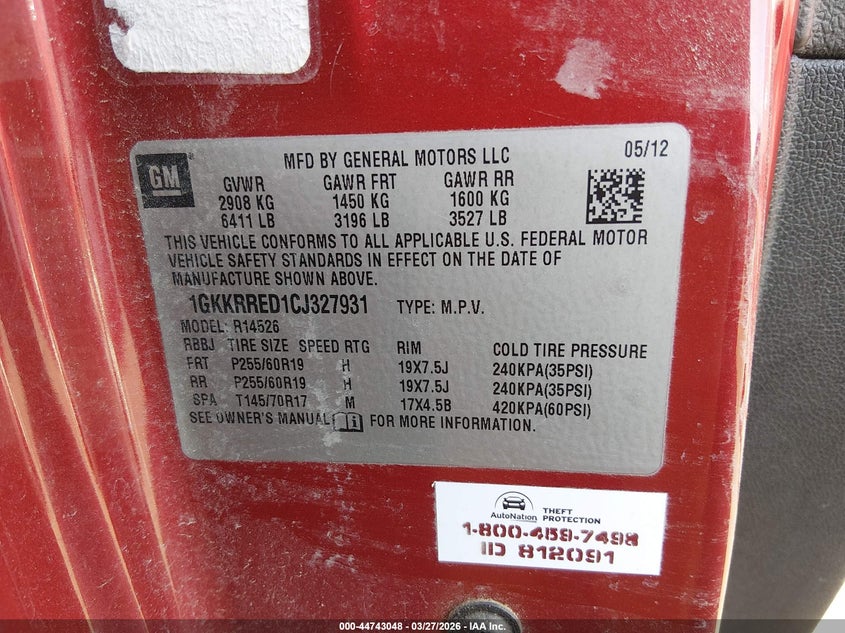 GM
MFD BY GENERAL MOTORS LLC 05/12
GVWR GAWR FRT GAWR RR
2908 KG 1450 KG 1600 KG
6411 LB 3196 LB 3527 LB
THIS VEHICLE CONFORMS TO ALL APPLICABLE U.S. FEDERAL MOTOR
VEHICLE SAFETY STANDARDS IN EFFECT ON THE DATE OF
MANUFACTURE SHOWN ABOVE.
1GKKRRED1CJ327931 TYPE: M.P.V.
MODEL: R14526
RBBJ TIRE SIZE SPEED RTG RIM COLD TIRE PRESSURE
FRT P255/60R19 H 19X7.5J 240KPA(35PSI)
RR P255/60R19 H 19X7.5J 240KPA(35PSI)
SPA T145/70R17 M 17X4.5B 420KPA(60PSI)
SEE OWNER'S MANUAL FOR MORE INFORMATION.
AutoNation THEFT PROTECTION
1-800-459-7498
ID 812091
000-44743048 - 03/27/2026 - IAA Inc.